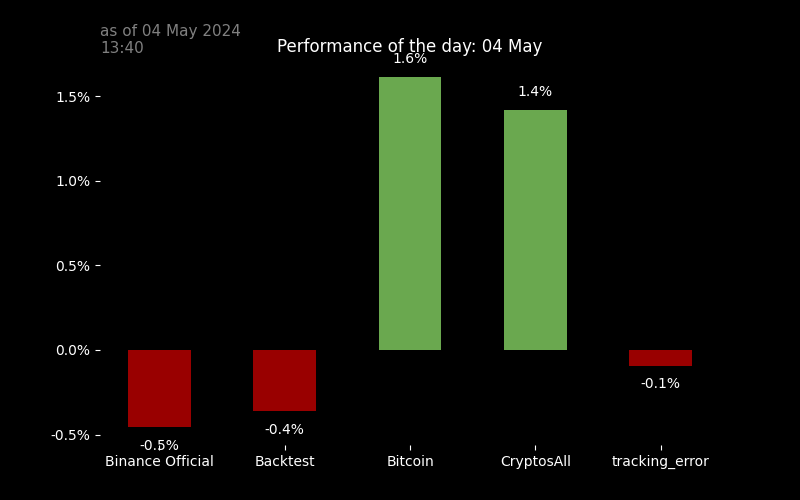 as of 04 May 2024
13:40
Performance of the day: 04 May
1.6%
1.4%
1.5%
1.0%
0.5%
0.0%
-0.5%
-0.1%
-0.4%
-0.5%
Binance Official
Backtest
Bitcoin
CryptosAll
tracking_error